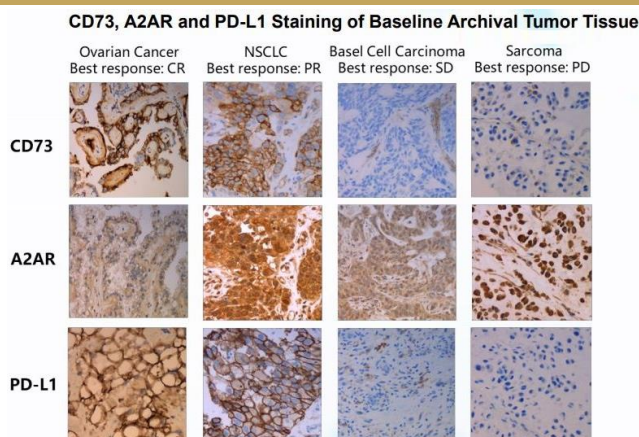 CD73, A2AR and PD-L1 Staining of Baseline Archival Tumor Tissue
Ovarian Cancer
Best response: CR
NSCLC
Best response: PR
Basel Cell Carcinoma
Best response: SD
Sarcoma
Best response: PD
CD73
A2AR
PD-L1